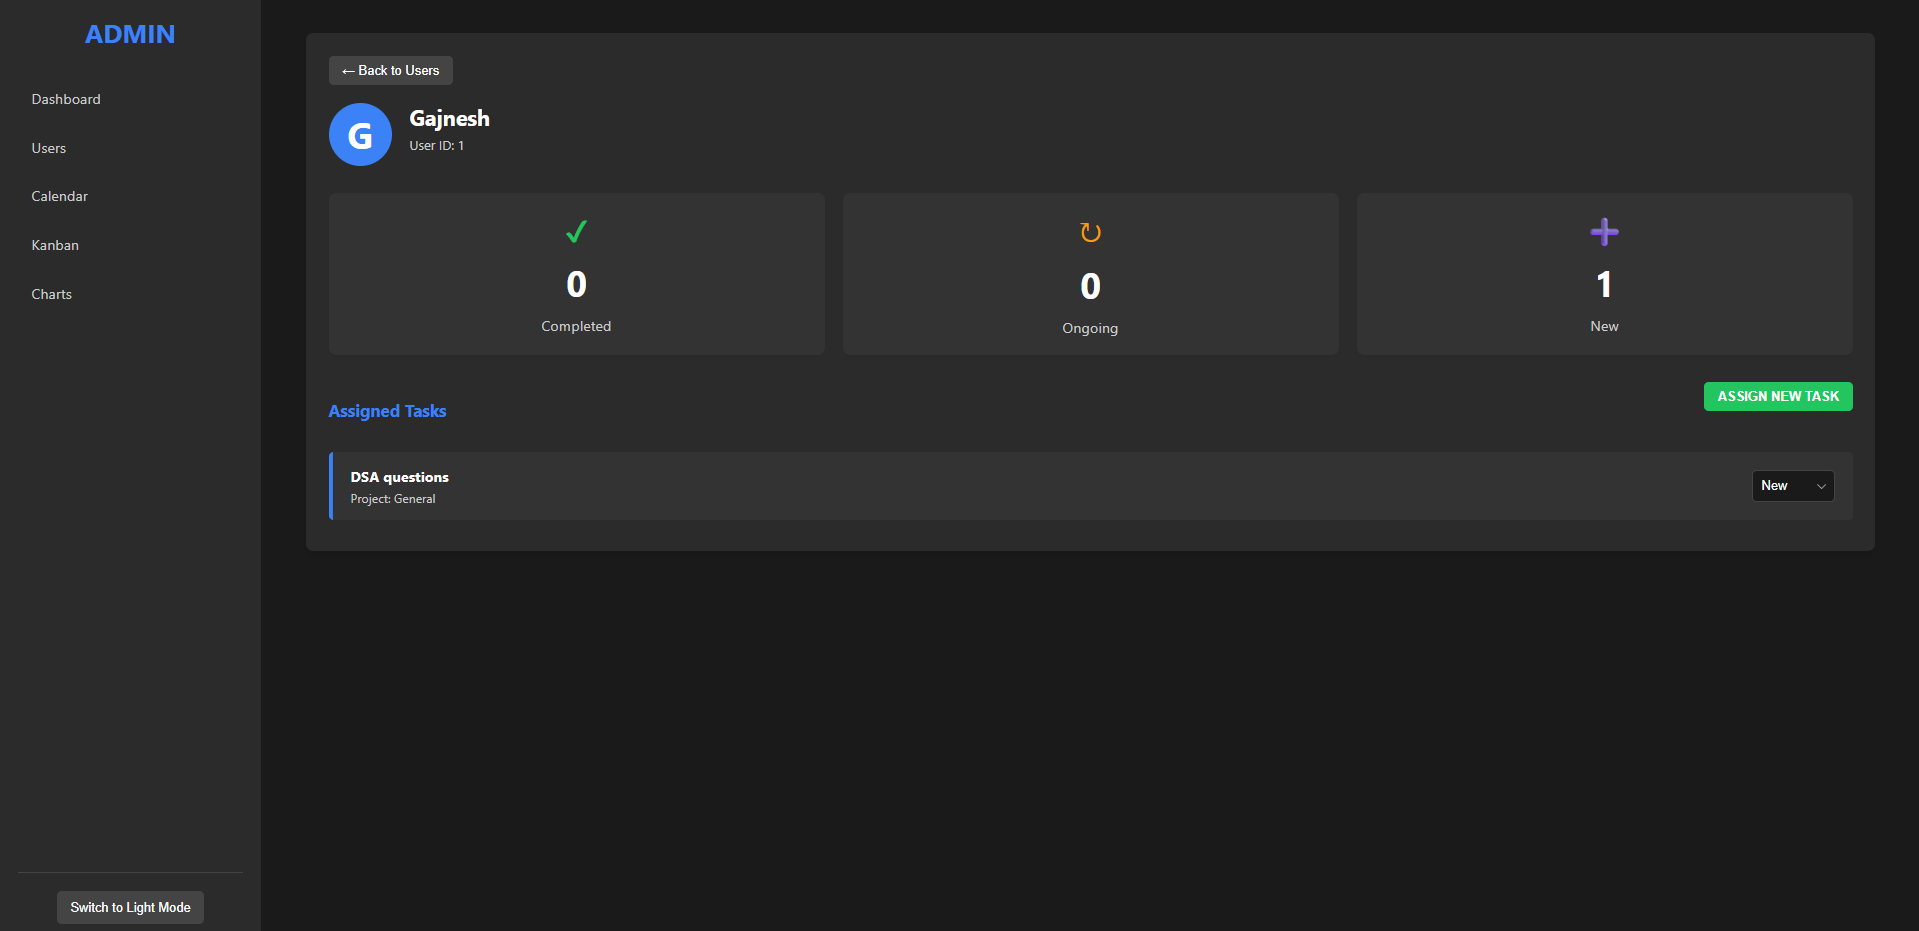 ADMIN
Dashboard
Users
Calendar
Kanban
Charts
Switch to Light Mode
← Back to Users
G
Gajnesh
User ID: 1
✓
0
Completed
↻
0
Ongoing
➕
1
New
Assigned Tasks
ASSIGN NEW TASK
DSA questions
Project: General
New